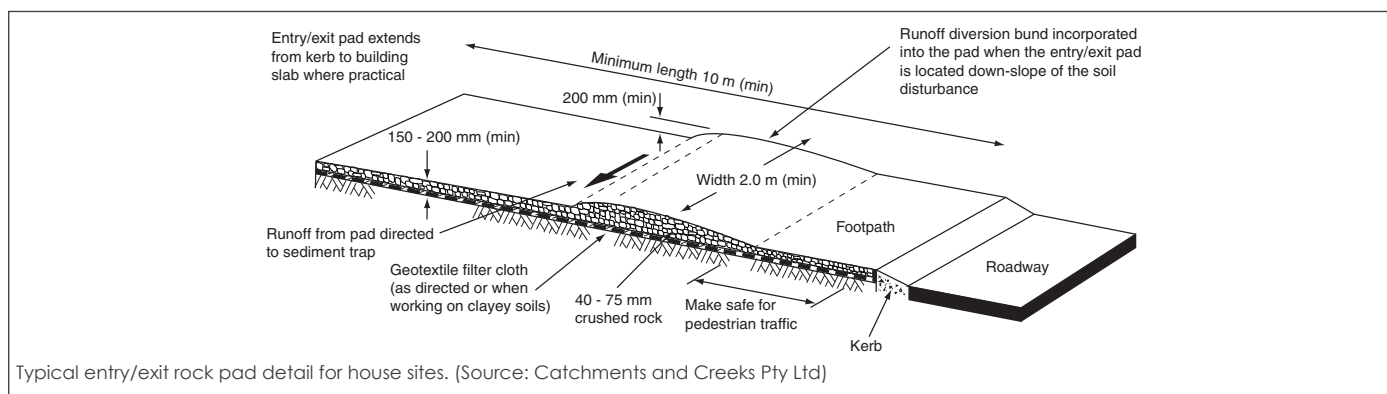 Entry/exit pad extends
from kerb to building
slab where practical
Minimum length 10 m (min)
Runoff diversion bund incorporated
into the pad when the entry/exit pad
is located down-slope of the soil
disturbance
200 mm (min)
150 - 200 mm (min)
Width 2.0 m (min)
Runoff from pad directed
to sediment trap
Footpath
Roadway
Geotextile filter cloth
(as directed or when
working on clayey soils)
40 - 75 mm
crushed rock
Make safe for
pedestrian traffic
Kerb
Typical entry/exit rock pad detail for house sites. (Source: Catchments and Creeks Pty Ltd)